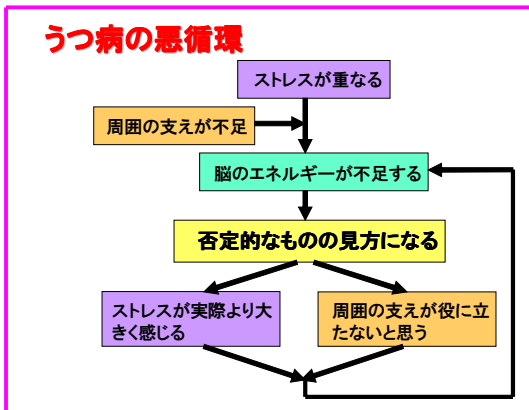 うつ病の悪循環
ストレスが重なる
周囲の支えが不足
脳のエネルギーが不足する
否定的なものの見方になる
ストレスが実際より大
きく感じる
周囲の支えが役に立
たないと思う